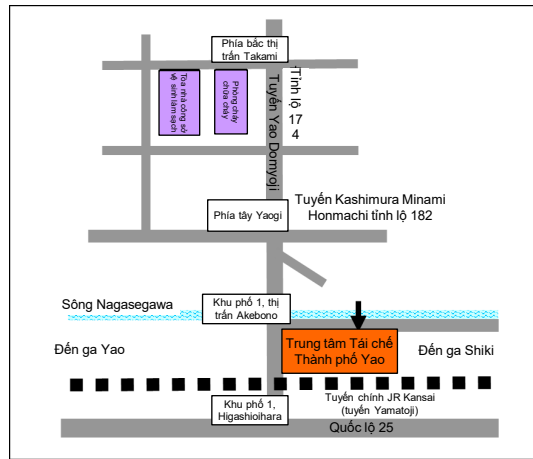 Phía bắc thị
trấn Takami
Tòa nhà công sở
vệ sinh làm sạch
Phòng cháy
chữa cháy
Tuyến Yao Domyoji
Tỉnh lộ
17
4
Phía tây Yaogi
Tuyến Kashimura Minami
Honmachi tỉnh lộ 182
Sông Nagasegawa
Khu phố 1, thị
trấn Akebono
Đến ga Yao
Trung tâm Tái chế
Thành phố Yao
Đến ga Shiki
Khu phố 1,
Higashioihara
Tuyến chính JR Kansai
(tuyến Yamatoji)
Quốc lộ 25